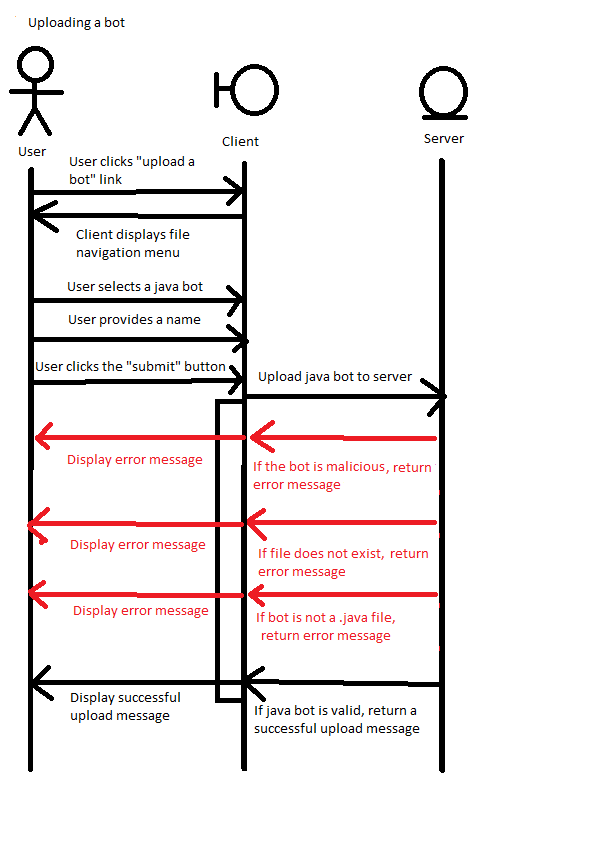 Uploading a bot
User
Client
Server
User clicks "upload a
bot" link
Client displays file
navigation menu
User selects a java bot
User provides a name
User clicks the "submit" button
Upload java bot to server
Display error message
If the bot is malicious, return
error message
Display error message
If file does not exist, return
error message
Display error message
If bot is not a .java file,
return error message
Display successful
upload message
If java bot is valid, return a
successful upload message